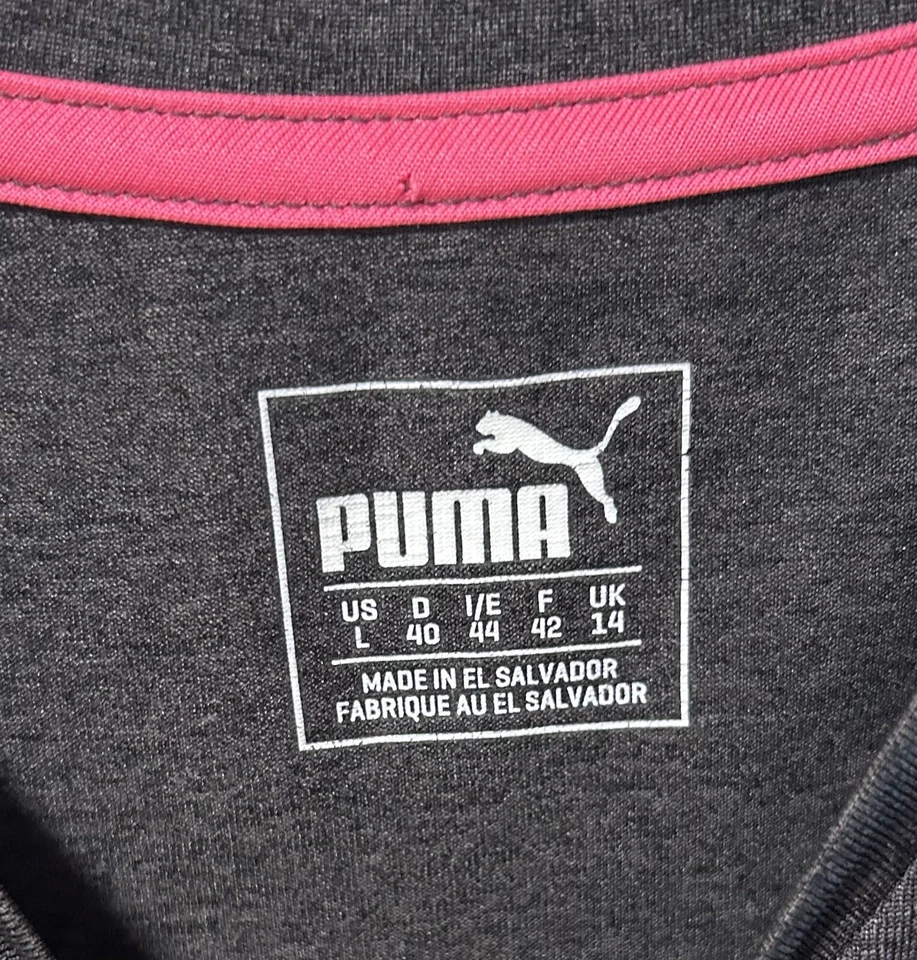 PUMA
US D I/E F UK
L 40 44 42 14
MADE IN EL SALVADOR
FABRIQUE AU EL SALVADOR